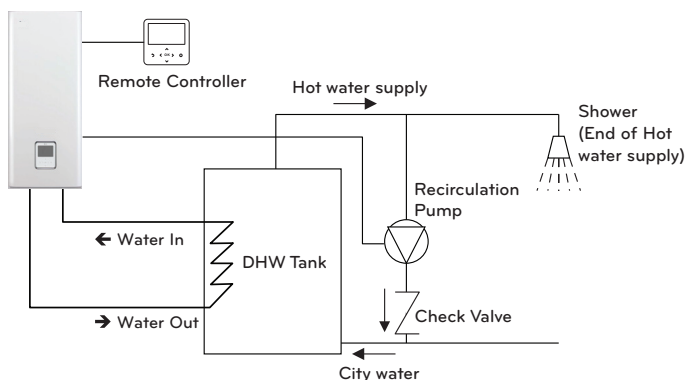 Remote Controller
Hot water supply
Shower
(End of Hot
water supply)
Recirculation
Pump
Water In
DHW Tank
Water Out
Check Valve
City water